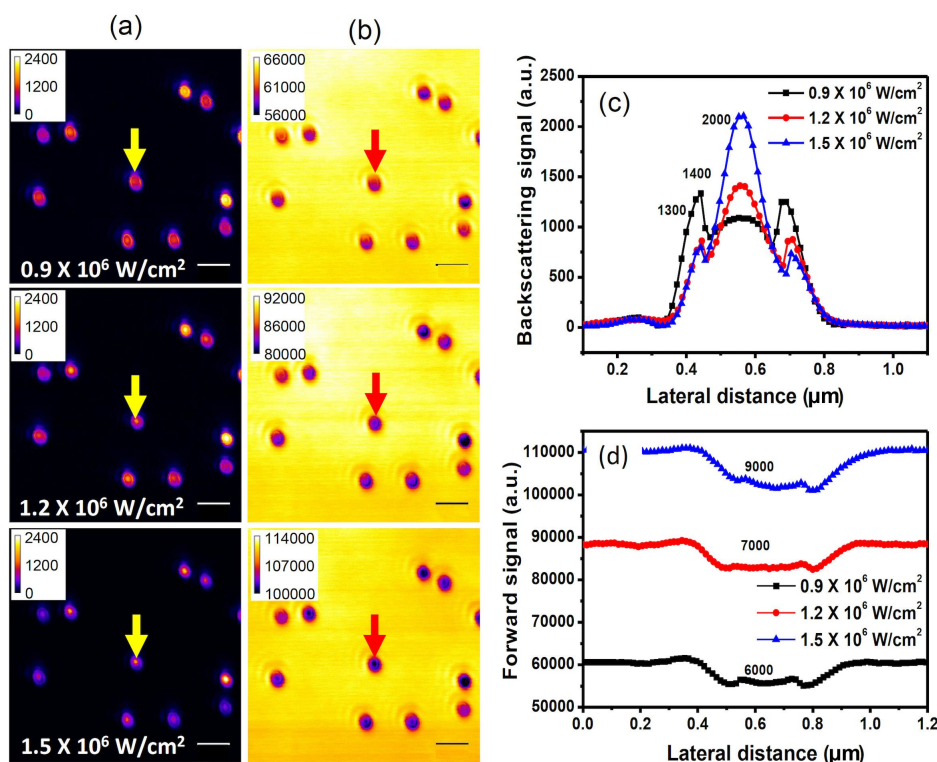 (a)
(b)
2400
1200
0
0.9 X 10⁶ W/cm²
66000
61000
56000
2400
1200
0
1.2 X 10⁶ W/cm²
92000
86000
80000
2400
1200
0
1.5 X 10⁶ W/cm²
114000
107000
100000
(c)
Backscattering signal (a.u.)
2500
2000
1500
1000
500
0
0.2 0.4 0.6 0.8 1.0
Lateral distance (µm)
0.9 X 10⁶ W/cm²
1.2 X 10⁶ W/cm²
1.5 X 10⁶ W/cm²
2000
1400
1300
(d)
Forward signal (a.u.)
110000
100000
90000
80000
70000
60000
50000
0.0 0.2 0.4 0.6 0.8 1.0 1.2
Lateral distance (µm)
9000
7000
0.9 X 10⁶ W/cm²
1.2 X 10⁶ W/cm²
1.5 X 10⁶ W/cm²
6000